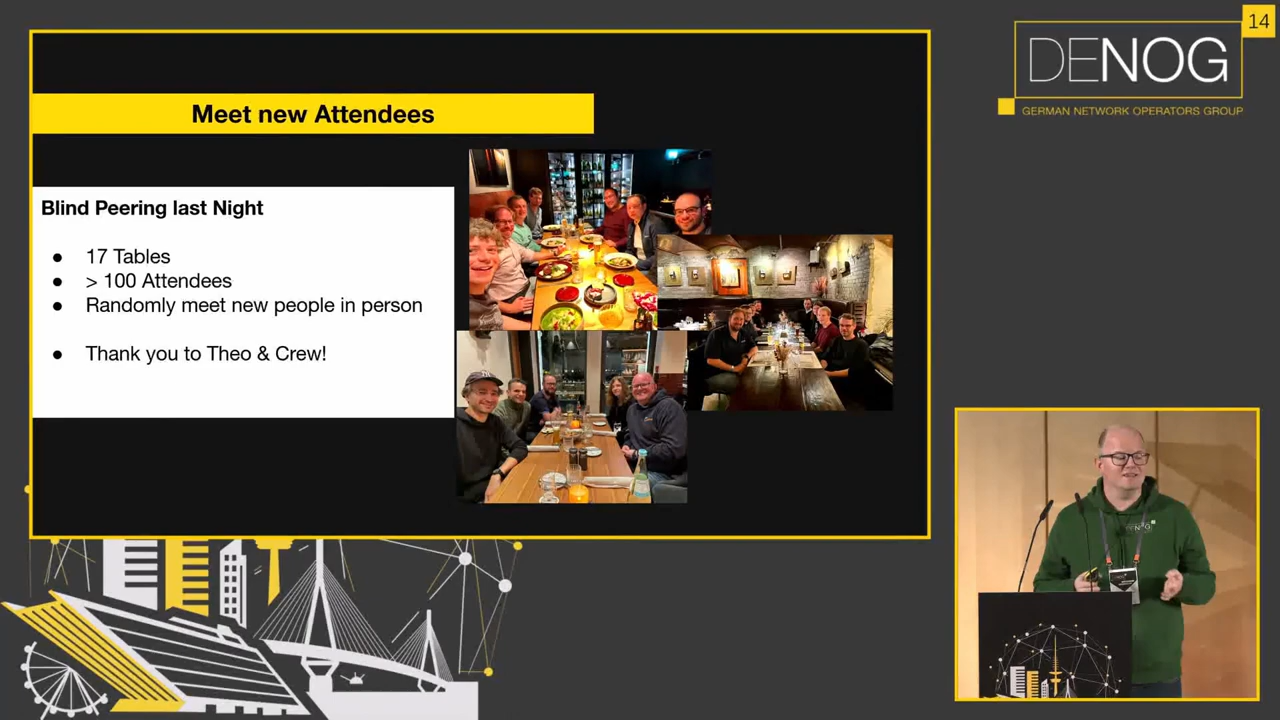 14
DENOG
GERMAN NETWORK OPERATORS GROUP
Meet new Attendees
Blind Peering last Night
● 17 Tables
● > 100 Attendees
● Randomly meet new people in person
● Thank you to Theo & Crew!
DENOG